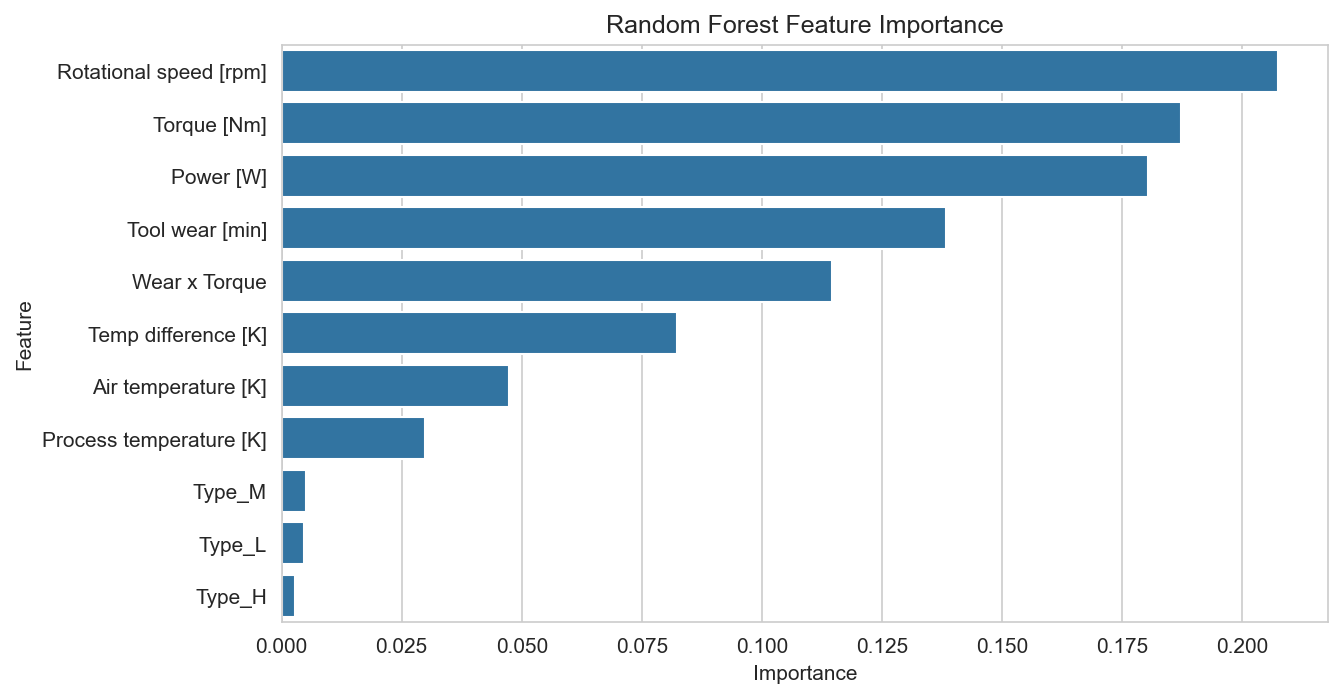 Random Forest Feature Importance
Rotational speed [rpm]
Torque [Nm]
Power [W]
Tool wear [min]
Wear x Torque
Temp difference [K]
Air temperature [K]
Process temperature [K]
Type_M
Type_L
Type_H
Feature
0.000 0.025 0.050 0.075 0.100 0.125 0.150 0.175 0.200
Importance